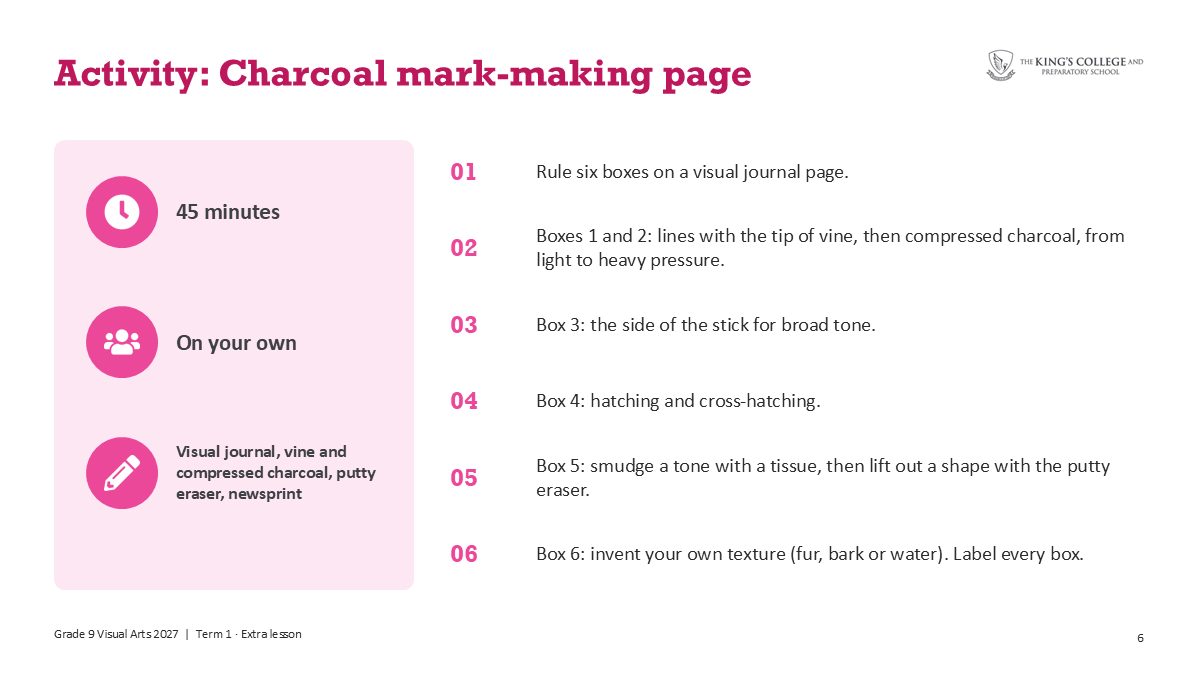 Activity: Charcoal mark-making page
THE KING'S COLLEGE AND
PREPARATORY SCHOOL
45 minutes
On your own
Visual journal, vine and
compressed charcoal, putty
eraser, newsprint
01
Rule six boxes on a visual journal page.
02
Boxes 1 and 2: lines with the tip of vine, then compressed charcoal, from
light to heavy pressure.
03
Box 3: the side of the stick for broad tone.
04
Box 4: hatching and cross-hatching.
05
Box 5: smudge a tone with a tissue, then lift out a shape with the putty
eraser.
06
Box 6: invent your own texture (fur, bark or water). Label every box.
Grade 9 Visual Arts 2027 | Term 1 · Extra lesson
6